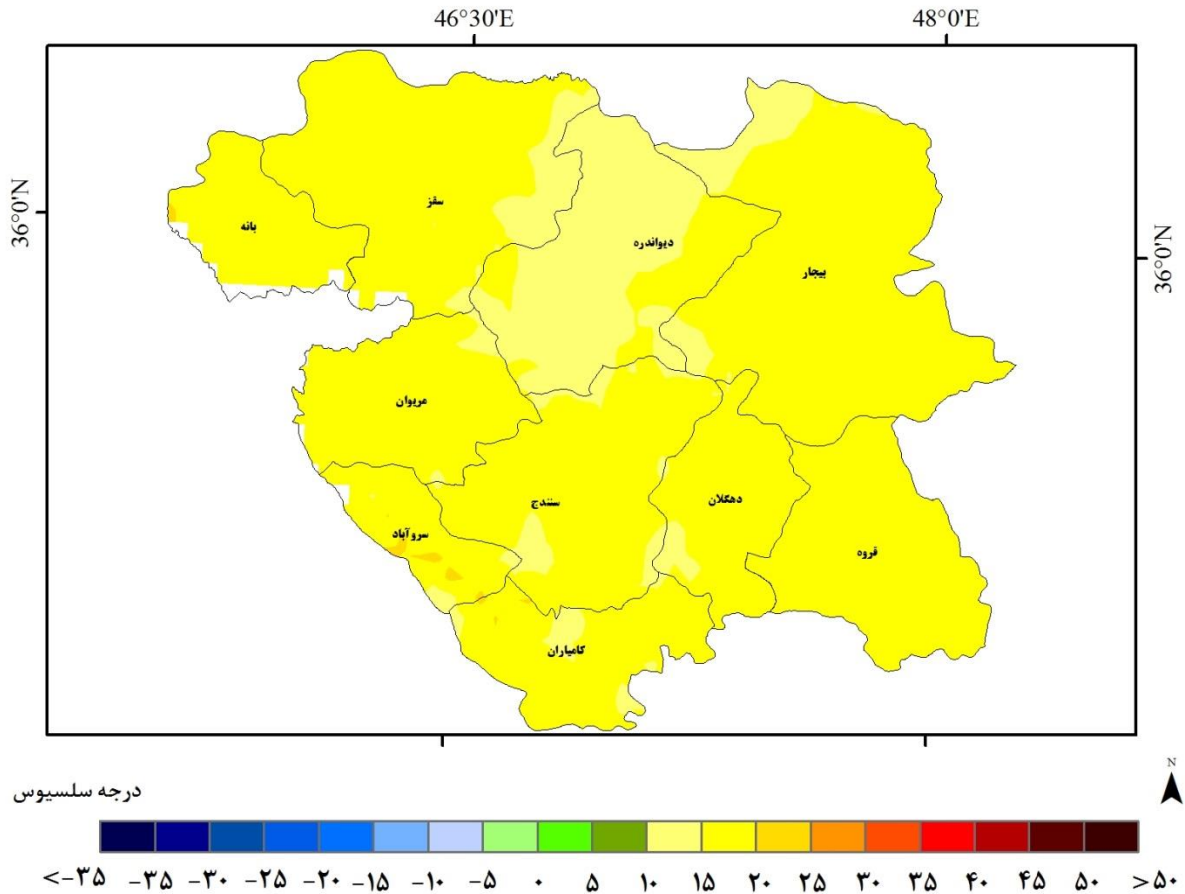 46°30'E 48°0'E
36°0'N
36°0'N
سقز
بانه
دیواندره
بیجار
مریوان
سنندج
دهگلان
سروآباد
قروه
کامیاران
N
درجه سلسیوس
<-۳۵ -۳۵ -۳۰ -۲۵ -۲۰ -۱۵ -۱۰ -۵ ۰ ۵ ۱۰ ۱۵ ۲۰ ۲۵ ۳۰ ۳۵ ۴۰ ۴۵ ۵۰ >۵۰